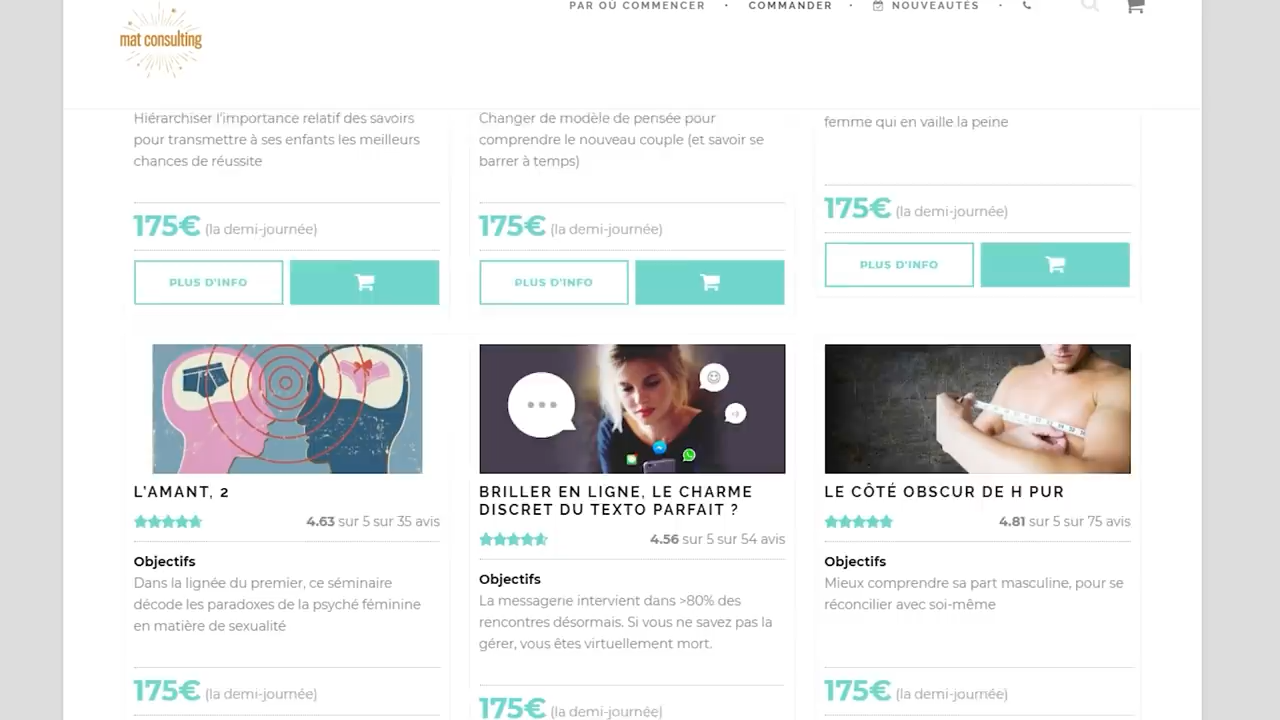 PAR OÙ COMMENCER • COMMANDER • NOUVEAUTÉS •
mat consulting
Hiérarchiser l'importance relatif des savoirs
pour transmettre à ses enfants les meilleurs
chances de réussite
175€ (la demi-journée)
PLUS D'INFO
Changer de modèle de pensée pour
comprendre le nouveau couple (et savoir se
barrer à temps)
175€ (la demi-journée)
PLUS D'INFO
femme qui en vaille la peine
175€ (la demi-journée)
PLUS D'INFO
L'AMANT, 2
4.63 sur 5 sur 35 avis
Objectifs
Dans la lignée du premier, ce séminaire
décode les paradoxes de la psyché féminine
en matière de sexualité
175€ (la demi-journée)
BRILLER EN LIGNE, LE CHARME
DISCRET DU TEXTO PARFAIT ?
4.56 sur 5 sur 54 avis
Objectifs
La messagerie intervient dans >80% des
rencontres désormais. Si vous ne savez pas la
gérer, vous êtes virtuellement mort.
175€ (la demi-journée)
LE CÔTÉ OBSCUR DE H PUR
4.81 sur 5 sur 75 avis
Objectifs
Mieux comprendre sa part masculine, pour se
réconcilier avec soi-même
175€ (la demi-journée)